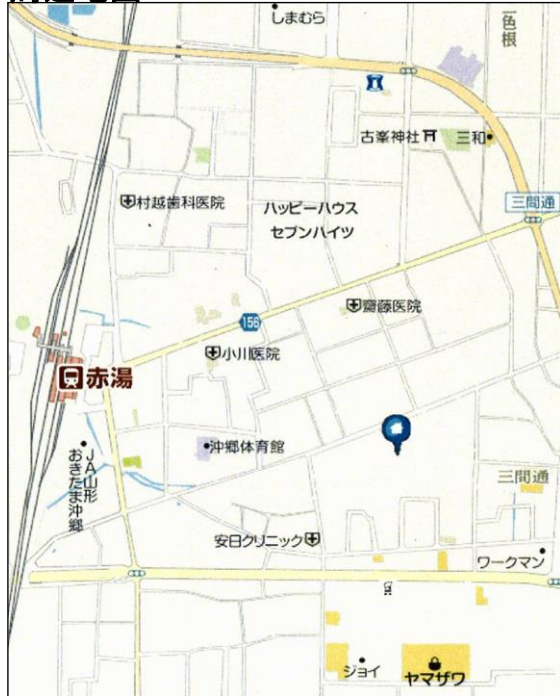 しまむら
一色根
古峯神社
三和
村越歯科医院
ハッピーハウス
セブンハイツ
三間通
齋藤医院
156
小川医院
赤湯
沖郷体育館
JA山形
おきたま沖郷
三間通
安日クリニック
ワークマン
ジョイ
ヤマザワ